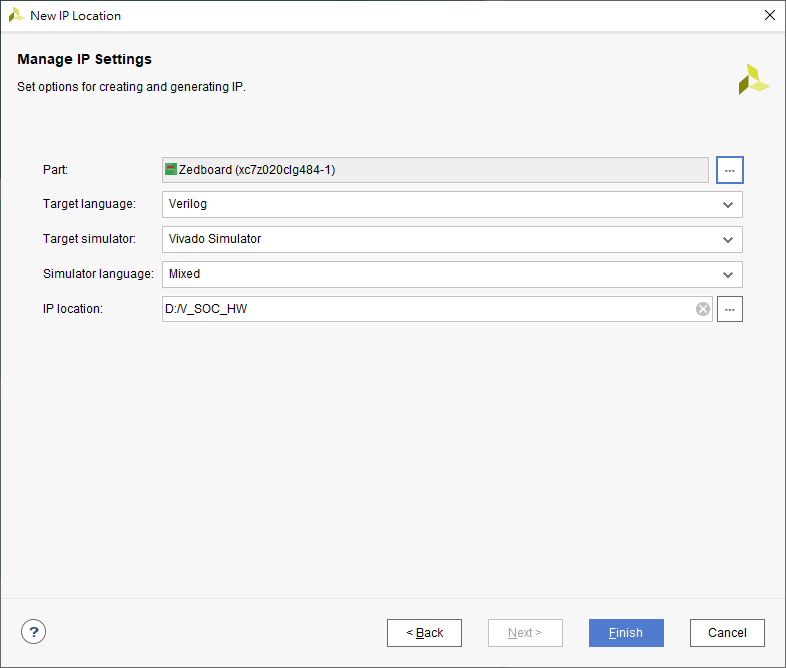 New IP Location
Manage IP Settings
Set options for creating and generating IP.
Part: Zedboard (xc7z020clg484-1) ...
Target language: Verilog
Target simulator: Vivado Simulator
Simulator language: Mixed
IP location: D:/V_SOC_HW ...
? < Back Next > Finish Cancel